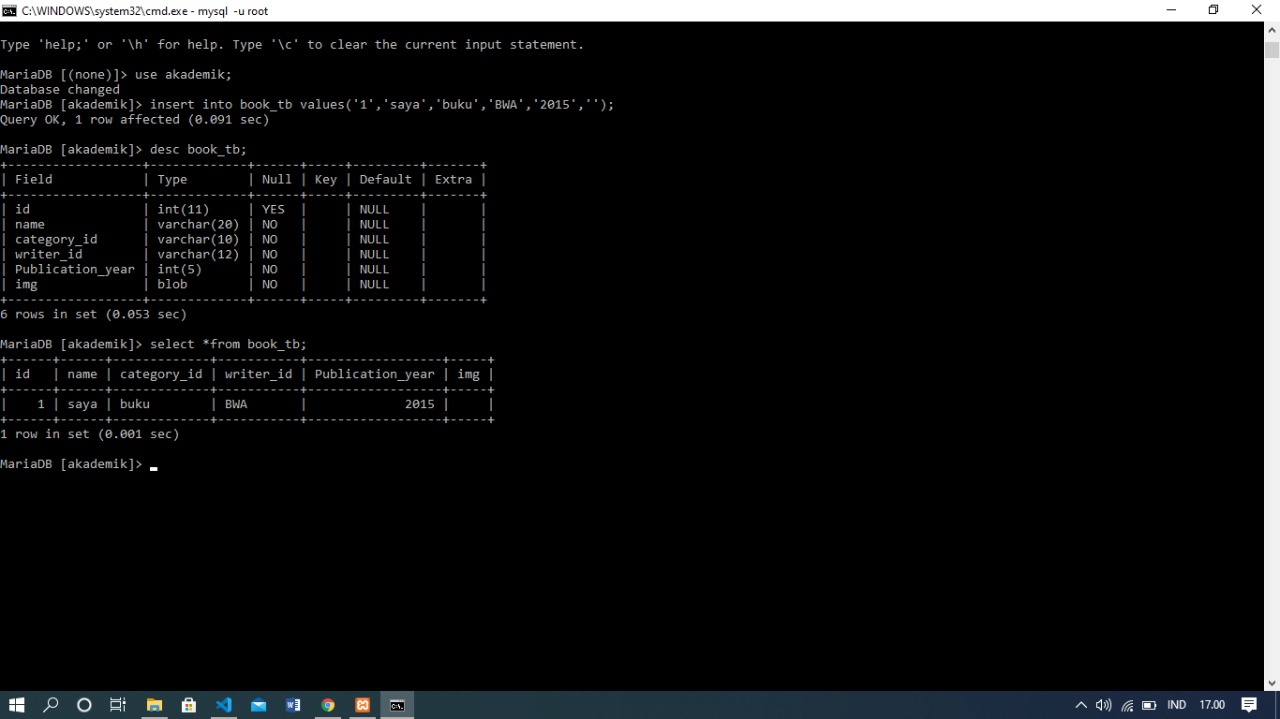 C:\WINDOWS\system32\cmd.exe - mysql  -u root
Type 'help;' or '\h' for help. Type '\c' to clear the current input statement.
MariaDB [(none)]> use akademik;
Database changed
MariaDB [akademik]> insert into book_tb values('1','saya','buku','BWA','2015','');
Query OK, 1 row affected (0.091 sec)
MariaDB [akademik]> desc book_tb;
+------------------+-------------+------+-----+---------+-------+
| Field            | Type        | Null | Key | Default | Extra |
+------------------+-------------+------+-----+---------+-------+
| id               | int(11)     | YES  |     | NULL    |       |
| name             | varchar(20) | NO   |     | NULL    |       |
| category_id      | varchar(10) | NO   |     | NULL    |       |
| writer_id        | varchar(12) | NO   |     | NULL    |       |
| Publication_year | int(5)      | NO   |     | NULL    |       |
| img              | blob        | NO   |     | NULL    |       |
+------------------+-------------+------+-----+---------+-------+
6 rows in set (0.053 sec)
MariaDB [akademik]> select *from book_tb;
+------+------+-------------+-----------+------------------+-----+
| id   | name | category_id | writer_id | Publication_year | img |
+------+------+-------------+-----------+------------------+-----+
|    1 | saya | buku        | BWA       |             2015 |     |
+------+------+-------------+-----------+------------------+-----+
1 row in set (0.001 sec)
MariaDB [akademik]> _
IND 17.00